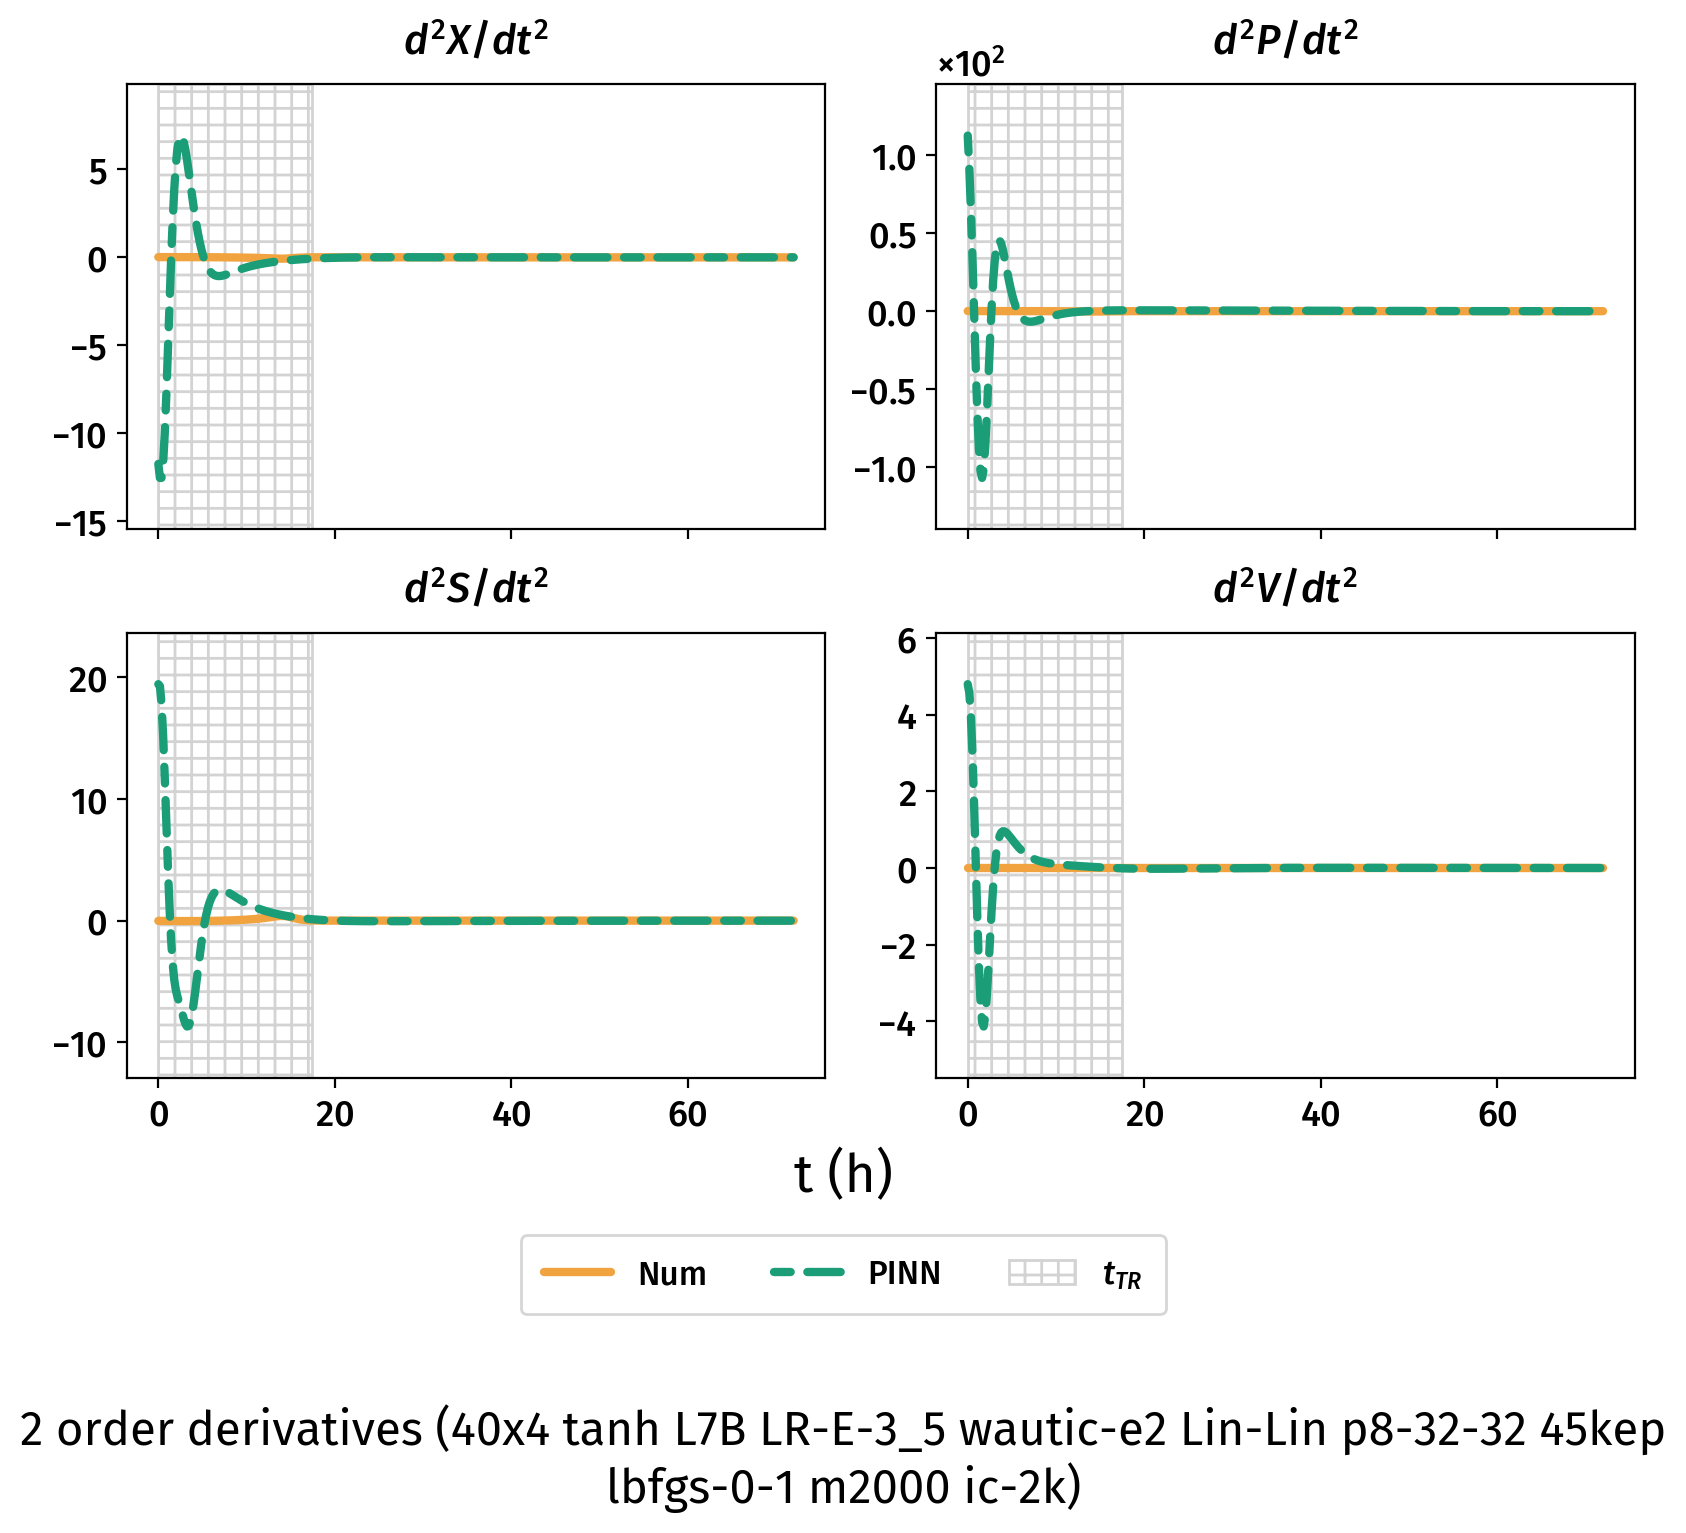 d²X/dt²
5
0
−5
−10
−15
d²P/dt²
×10²
1.0
0.5
0.0
−0.5
−1.0
d²S/dt²
20
10
0
−10
0 20 40 60
d²V/dt²
6
4
2
0
−2
−4
0 20 40 60
t (h)
Num PINN t_TR
2 order derivatives (40x4 tanh L7B LR-E-3_5 wautic-e2 Lin-Lin p8-32-32 45kep
lbfgs-0-1 m2000 ic-2k)